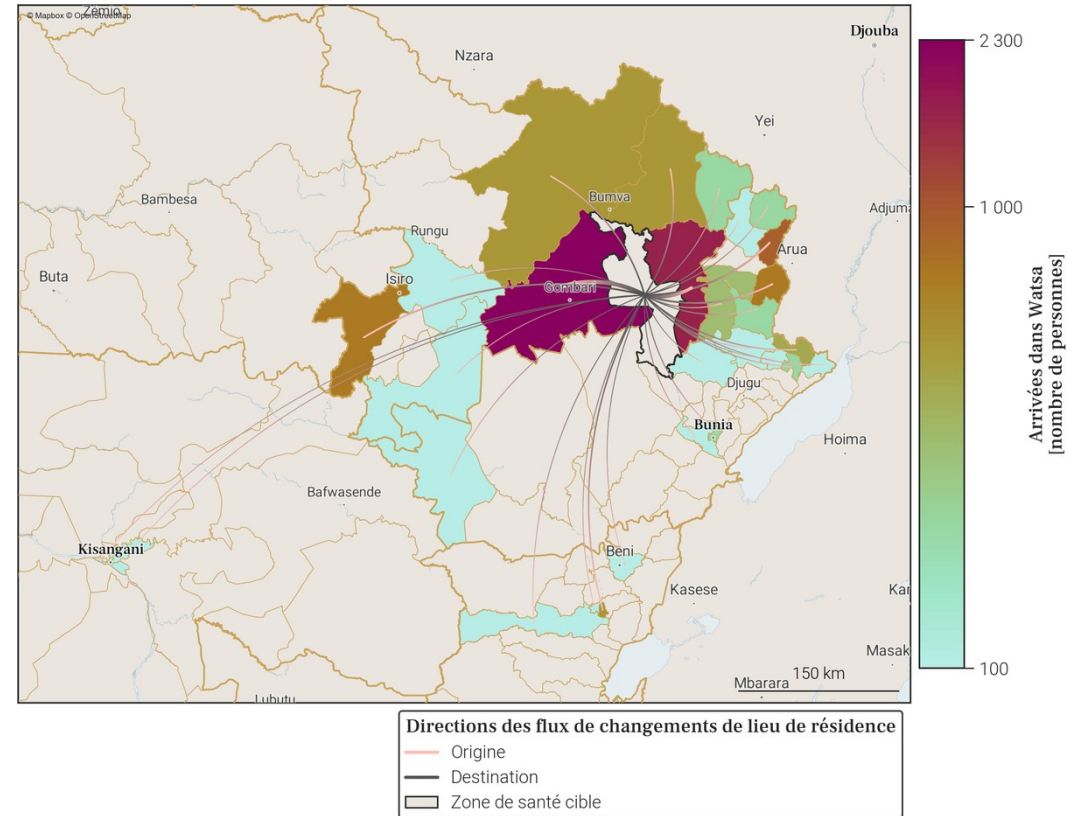 © Mapbox © OpenStreetMap
Zémio
Djouba
Nzara
Yei
Bambesa
Bumva
Adjuma
Rungu
Arua
Buta
Isiro
Gombari
Djugu
Bunia
Hoima
Bafwasende
Kisangani
Beni
Kasese
Kar
Masak
150 km
Mbarara
Lubutu
2 300
1 000
100
Arrivées dans Watsa
[nombre de personnes]
Directions des flux de changements de lieu de résidence
Origine
Destination
Zone de santé cible